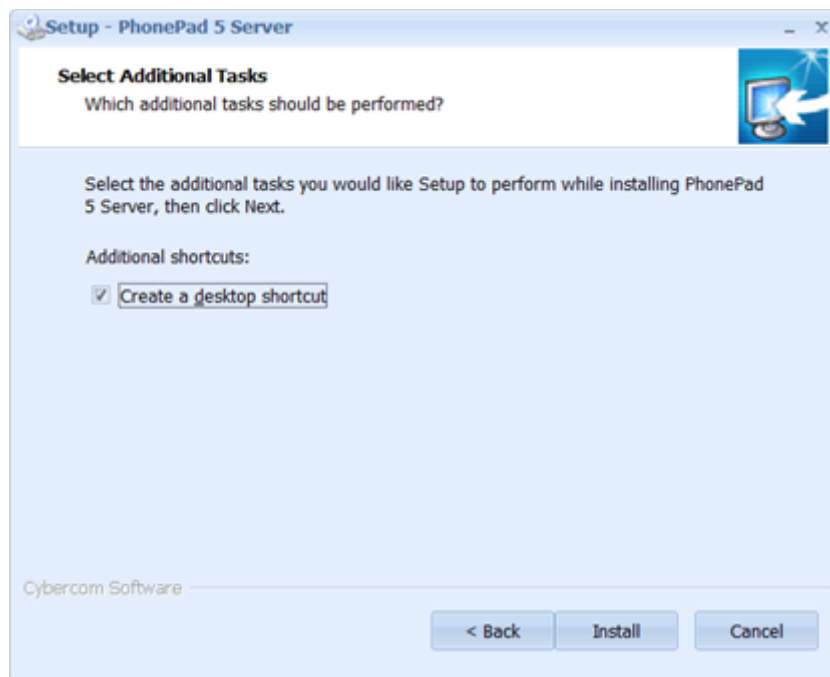 Setup - PhonePad 5 Server
Select Additional Tasks
Which additional tasks should be performed?
Select the additional tasks you would like Setup to perform while installing PhonePad
5 Server, then click Next.
Additional shortcuts:
Create a desktop shortcut
Cybercom Software
< Back Install Cancel